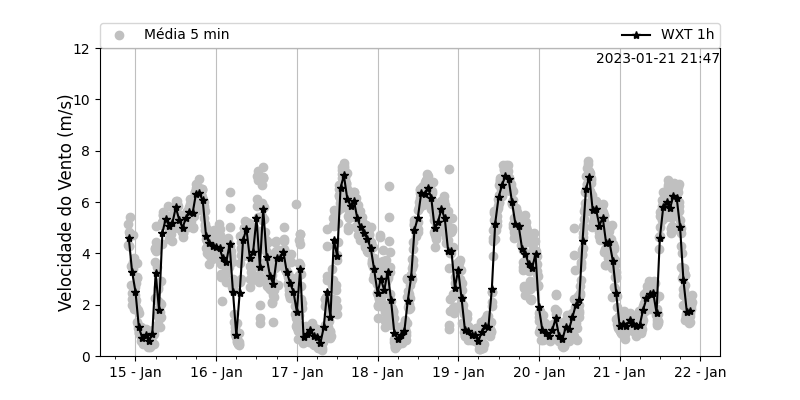 Média 5 min WXT 1h
2023-01-21 21:47
Velocidade do Vento (m/s)
12
10
8
6
4
2
0
15 - Jan 16 - Jan 17 - Jan 18 - Jan 19 - Jan 20 - Jan 21 - Jan 22 - Jan